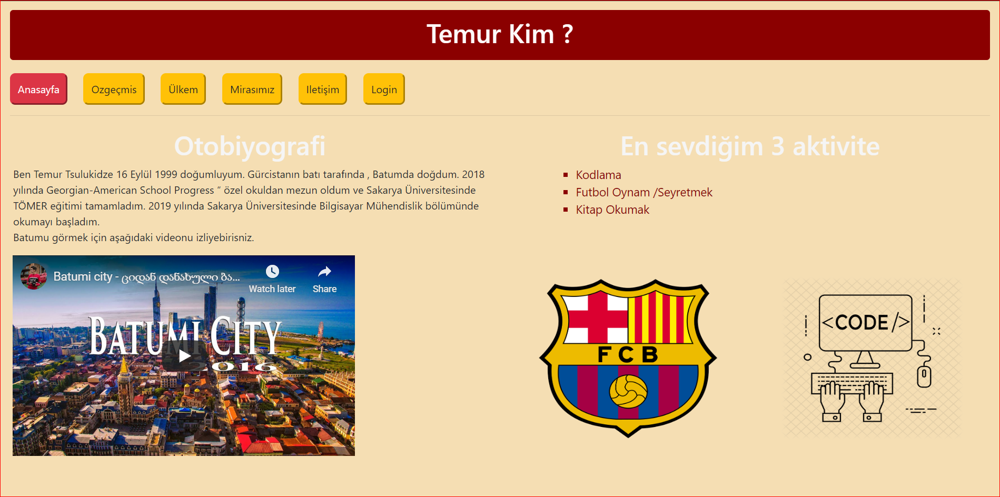 Temur Kim ?
Anasayfa
Ozgeçmis
Ülkem
Mirasımız
Iletişim
Login
Otobiyografi
Ben Temur Tsulukidze 16 Eylül 1999 doğumluyum. Gürcistanın batı tarafında , Batumda doğdum. 2018
yılında Georgian-American School Progress “ özel okuldan mezun oldum ve Sakarya Üniversitesinde
TÖMER eğitimi tamamladım. 2019 yılında Sakarya Üniversitesinde Bilgisayar Mühendislik bölümünde
okumayı başladım.
Batumu görmek için aşağıdaki videonu izliyebirisniz.
Batumi city - ციდან დანახული ბა...
Watch later
Share
BATUMI CITY
2016
En sevdiğim 3 aktivite
Kodlama
Futbol Oynam /Seyretmek
Kitap Okumak
FCB
<CODE/>